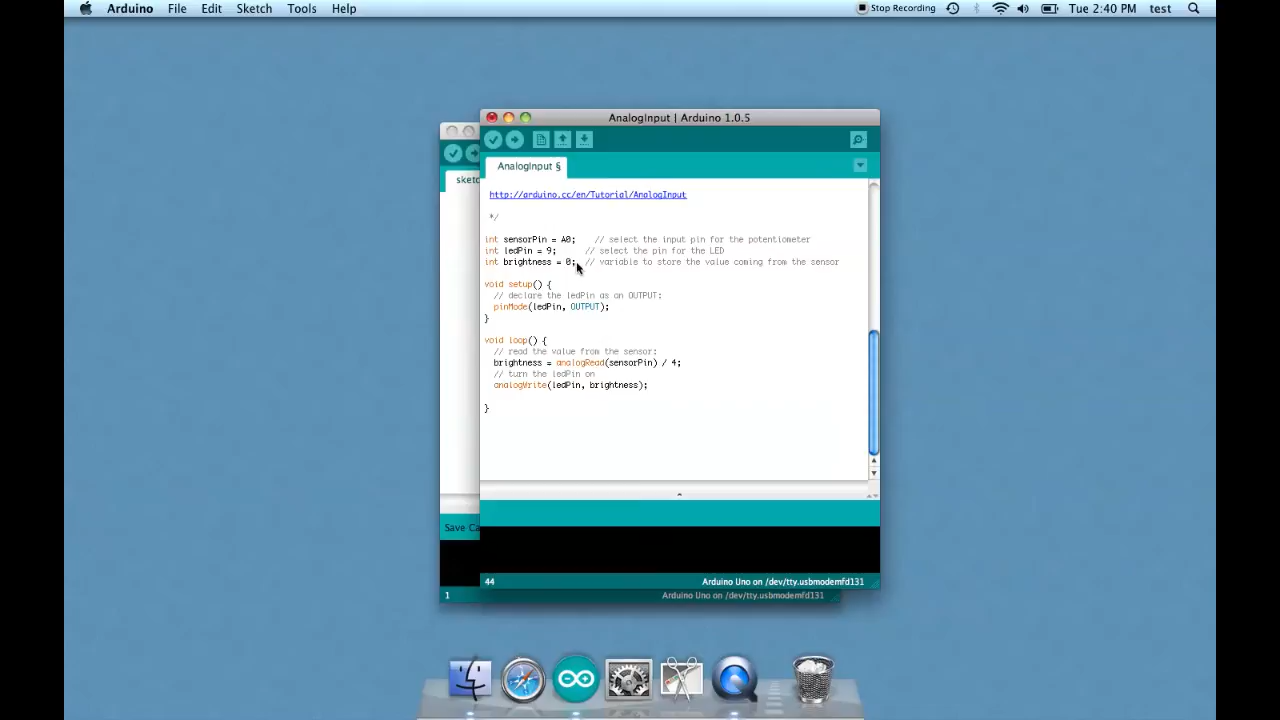 Arduino File Edit Sketch Tools Help Stop Recording Tue 2:40 PM test
AnalogInput | Arduino 1.0.5
AnalogInput §
sketc
http://arduino.cc/en/Tutorial/AnalogInput
*/
int sensorPin = A0; // select the input pin for the potentiometer
int ledPin = 9; // select the pin for the LED
int brightness = 0; // variable to store the value coming from the sensor
void setup() {
// declare the ledPin as an OUTPUT:
pinMode(ledPin, OUTPUT);
}
void loop() {
// read the value from the sensor:
brightness = analogRead(sensorPin) / 4;
// turn the ledPin on
analogWrite(ledPin, brightness);
}
Save Ca
44 Arduino Uno on /dev/tty.usbmodemfd131
1 Arduino Uno on /dev/tty.usbmodemfd131